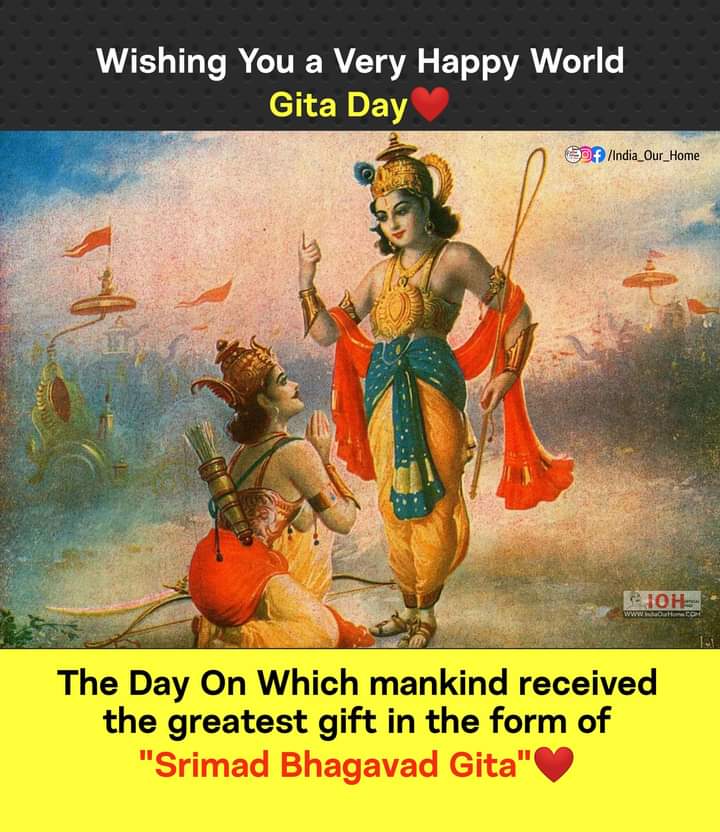 Wishing You a Very Happy World
Gita Day❤️
/India_Our_Home
IOH
www.IndiaOurHome.COM
The Day On Which mankind received
the greatest gift in the form of
"Srimad Bhagavad Gita"❤️